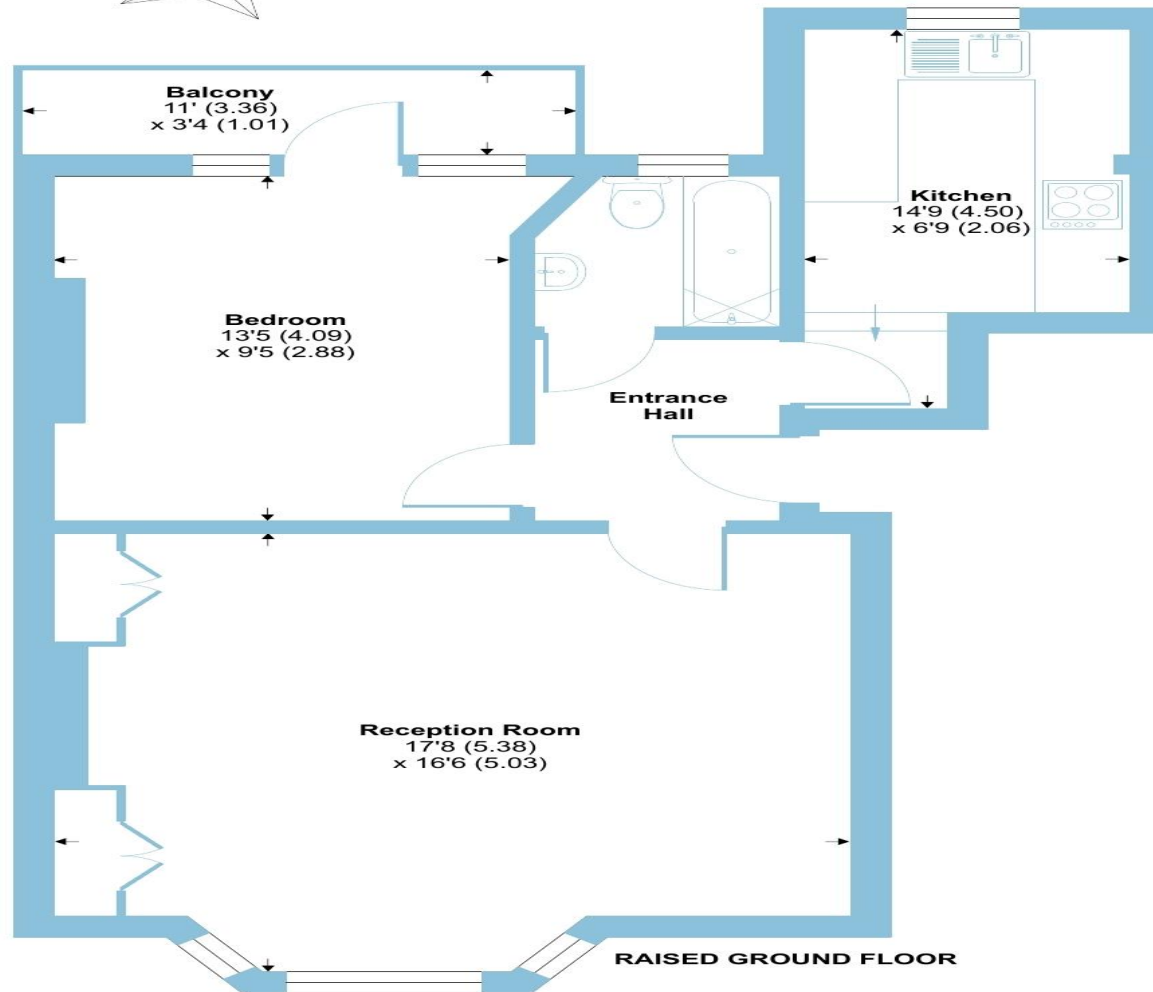 Balcony
11' (3.36)
x 3'4 (1.01)
Kitchen
14'9 (4.50)
x 6'9 (2.06)
Bedroom
13'5 (4.09)
x 9'5 (2.88)
Entrance
Hall
Reception Room
17'8 (5.38)
x 16'6 (5.03)
RAISED GROUND FLOOR